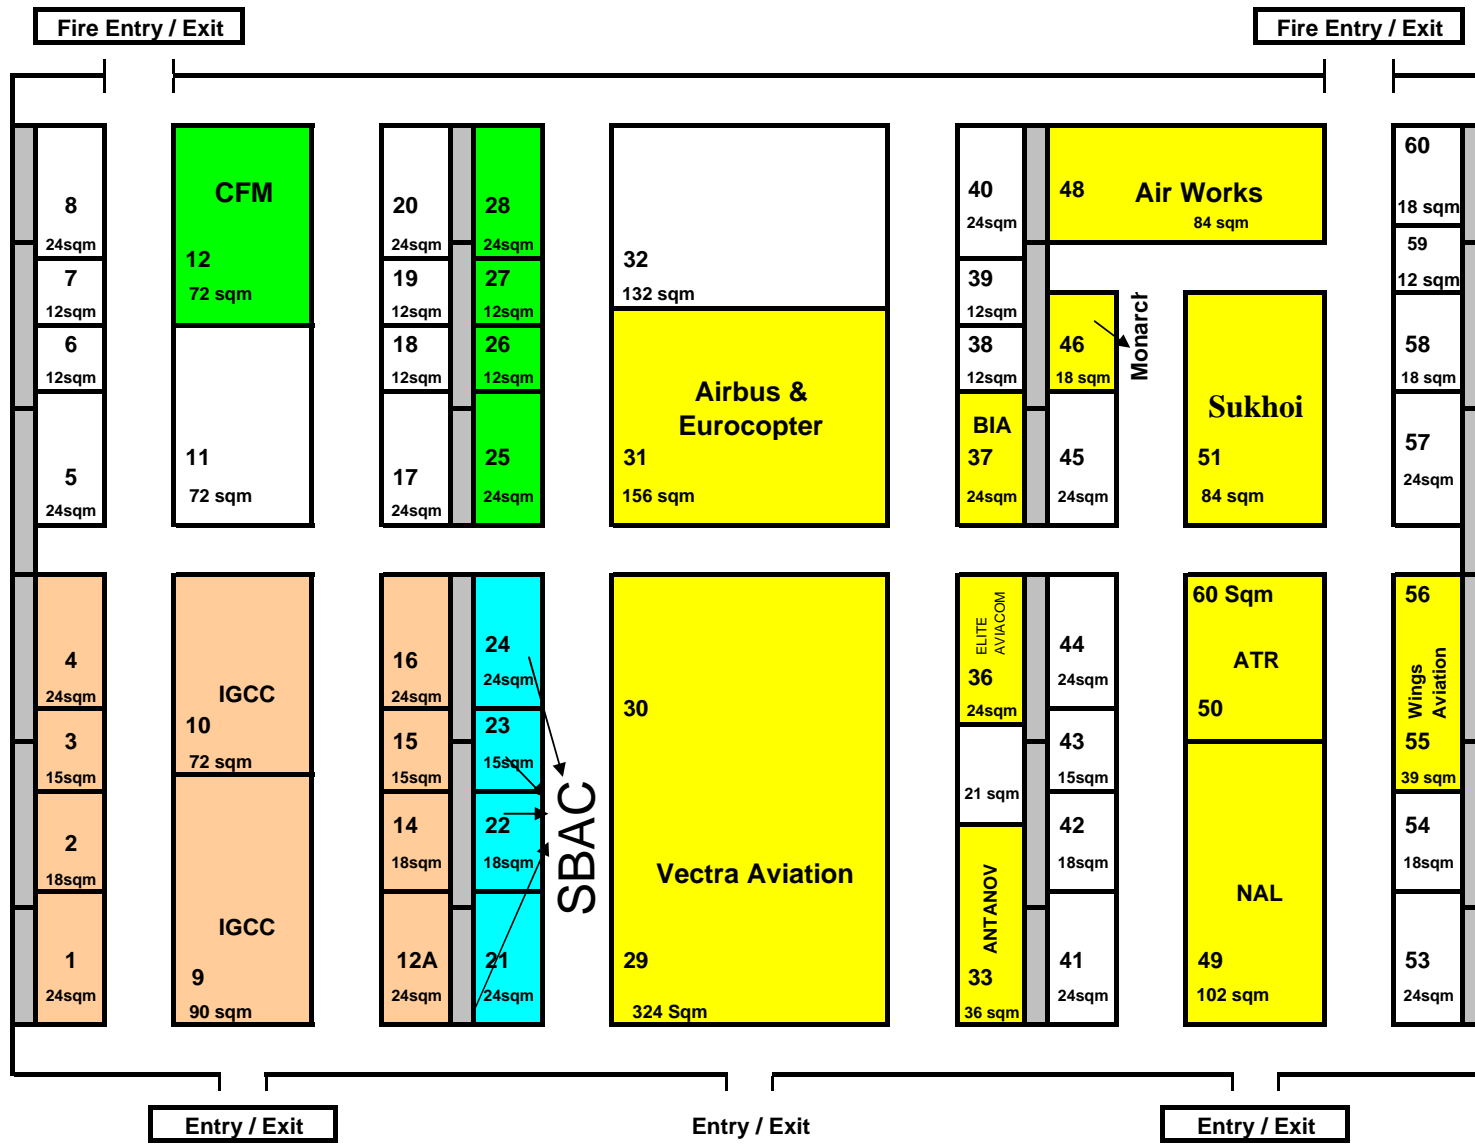 Fire Entry / Exit
Fire Entry / Exit
8
24sqm
7
12sqm
6
12sqm
5
24sqm
CFM
12
72 sqm
11
72 sqm
20
24sqm
19
12sqm
18
12sqm
17
24sqm
28
24sqm
27
12sqm
26
12sqm
25
24sqm
32
132 sqm
Airbus &
Eurocopter
31
156 sqm
40
24sqm
39
12sqm
38
12sqm
BIA
37
24sqm
48
Air Works
84 sqm
46
18 sqm
Monarch
45
24sqm
Sukhoi
51
84 sqm
60
18 sqm
59
12 sqm
58
18 sqm
57
24sqm
4
24sqm
3
15sqm
2
18sqm
1
24sqm
IGCC
10
72 sqm
IGCC
9
90 sqm
16
24sqm
15
15sqm
14
18sqm
12A
24sqm
24
24sqm
23
15sqm
22
18sqm
21
24sqm
SBAC
30
Vectra Aviation
29
324 Sqm
ELITE
AVIACOM
36
24sqm
21 sqm
ANTANOV
33
36 sqm
44
24sqm
43
15sqm
42
18sqm
41
24sqm
60 Sqm
ATR
50
NAL
49
102 sqm
56
Wings
Aviation
55
39 sqm
54
18sqm
53
24sqm
Entry / Exit
Entry / Exit
Entry / Exit